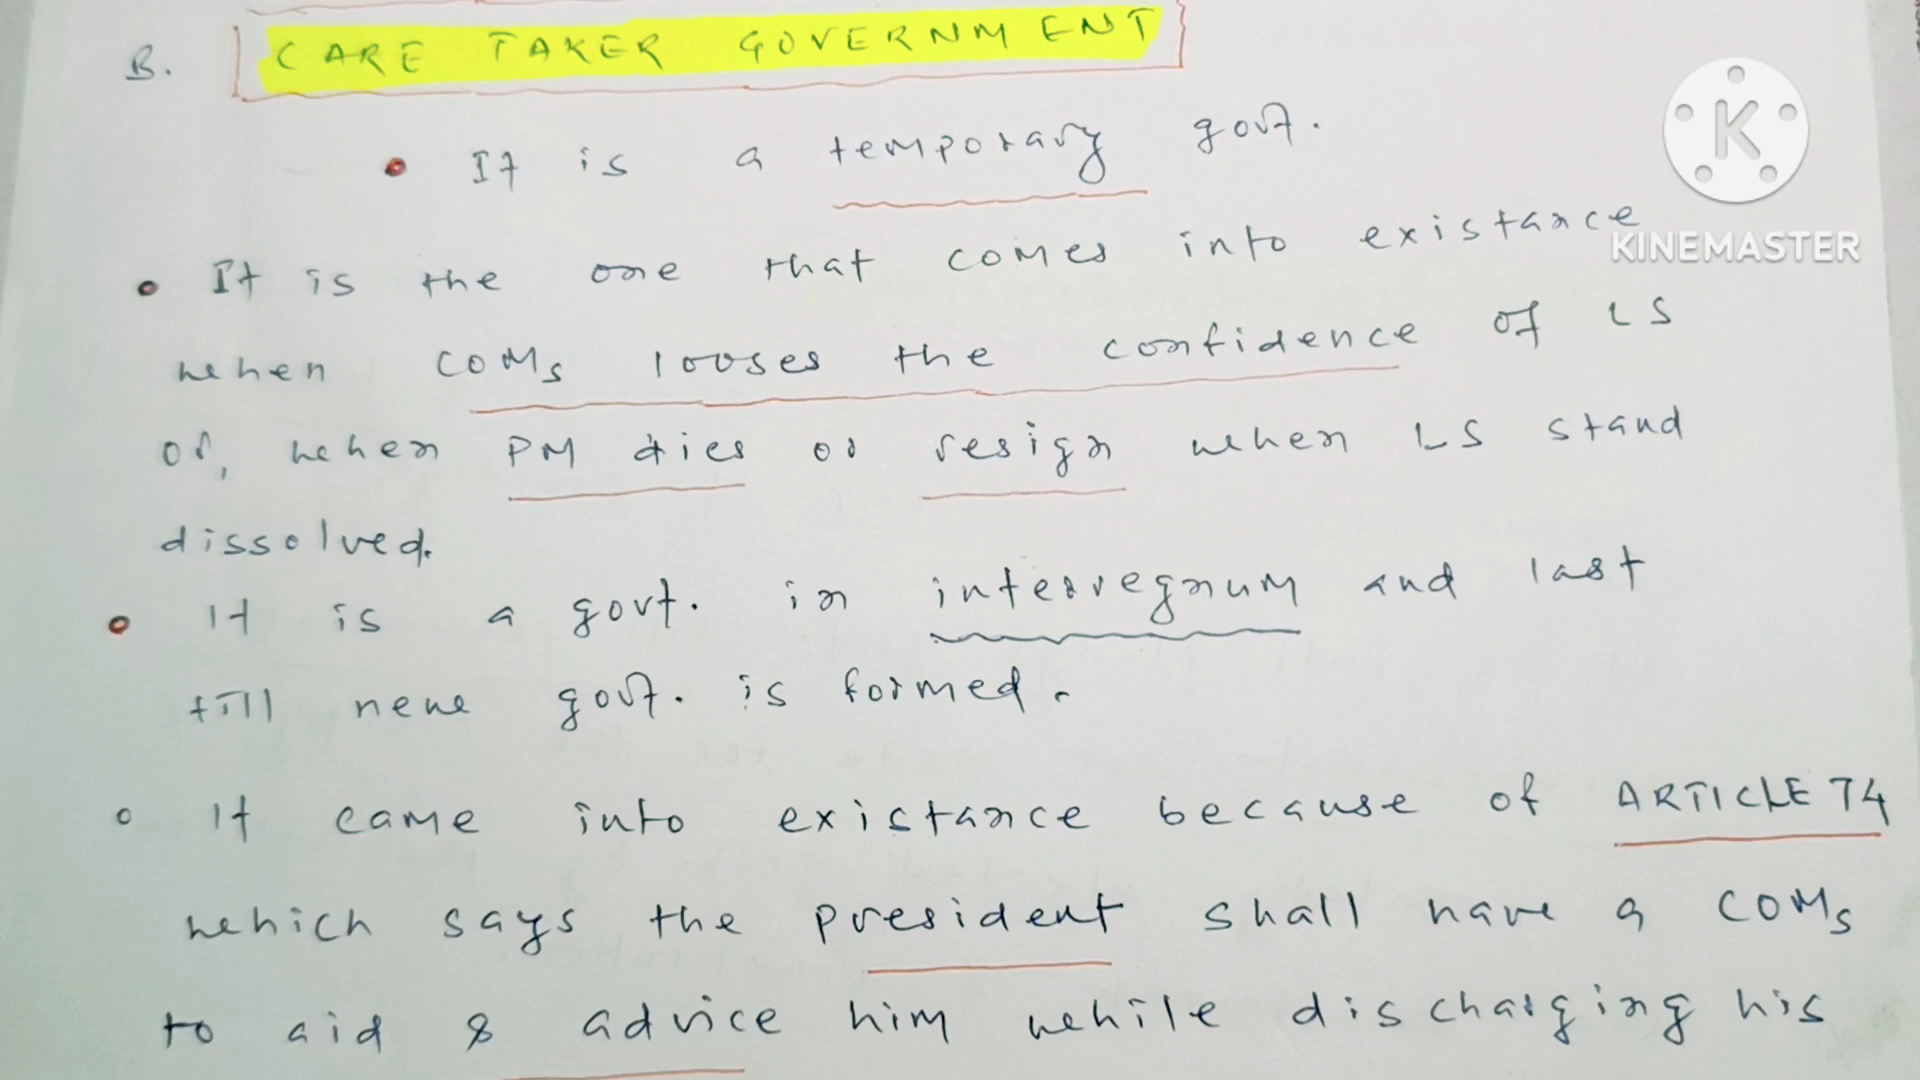 B. CARE TAKER GOVERNMENT
• It is a temporary govt.
• It is the one that comes into existance
when COMs looses the confidence of LS
or, when PM dies or resign when LS stand
dissolved.
• It is a govt. in interregnum and last
till new govt. is formed.
• It came into existance because of ARTICLE 74
which says the president shall have a COMs
to aid & advice him while discharging his
K
KINEMASTER